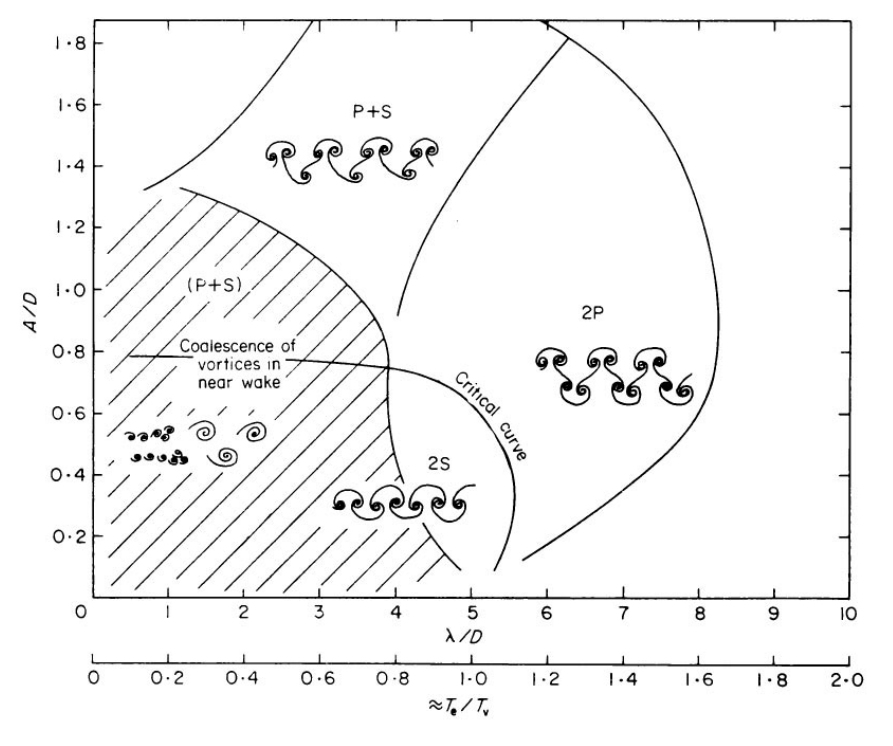 1·8
1·6
1·4
1·2
1·0
0·8
0·6
0·4
0·2
A/D
P+S
(P+S)
Coalescence of
vortices in
near wake
Critical curve
2P
2S
0 1 2 3 4 5 6 7 8 9 10
λ/D
0 0·2 0·4 0·6 0·8 1·0 1·2 1·4 1·6 1·8 2·0
≈Te/Tv